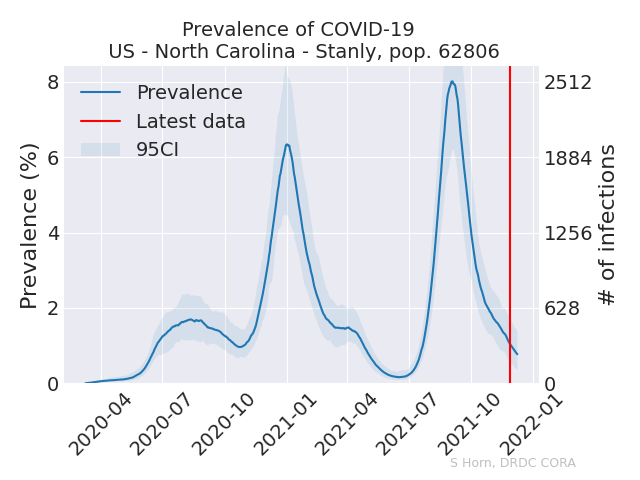 Prevalence of COVID-19
US - North Carolina - Stanly, pop. 62806
Prevalence
Latest data
95CI
Prevalence (%)
8
6
4
2
0
2512
1884
1256
628
0
# of infections
2020-04
2020-07
2020-10
2021-01
2021-04
2021-07
2021-10
2022-01
S Horn, DRDC CORA